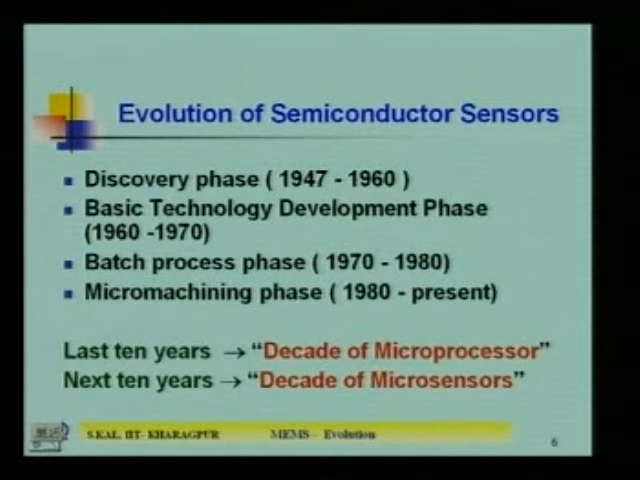 Evolution of Semiconductor Sensors
Discovery phase ( 1947 - 1960 )
Basic Technology Development Phase
(1960 -1970)
Batch process phase ( 1970 - 1980)
Micromachining phase ( 1980 - present)
Last ten years → “Decade of Microprocessor”
Next ten years → “Decade of Microsensors”
S.KAL, IIT- KHARAGPUR MEMS – Evolution 6